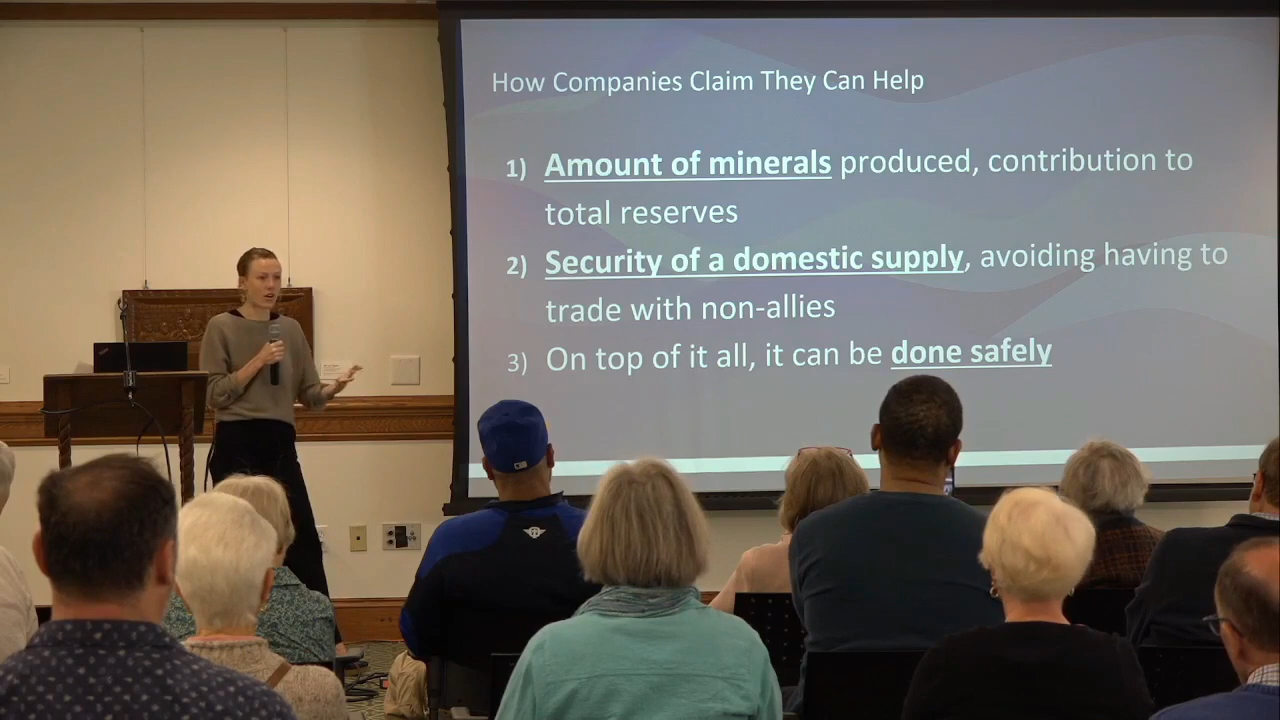 How Companies Claim They Can Help
1) Amount of minerals produced, contribution to
total reserves
2) Security of a domestic supply, avoiding having to
trade with non-allies
3) On top of it all, it can be done safely